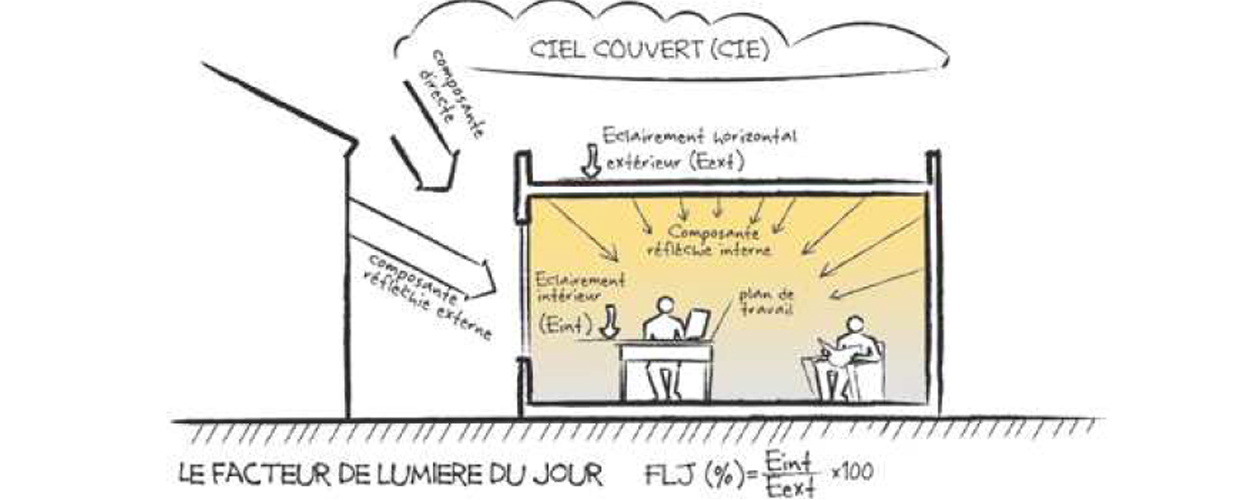 CIEL COUVERT (CIE)
composante
directe
Eclairement horizontal
extérieur (Eext)
Composante
réfléchie interne
composante
réfléchie externe
Eclairement
intérieur
(Eint)
plan de
travail
LE FACTEUR DE LUMIERE DU JOUR
FLJ (%) = Eint / Eext x100